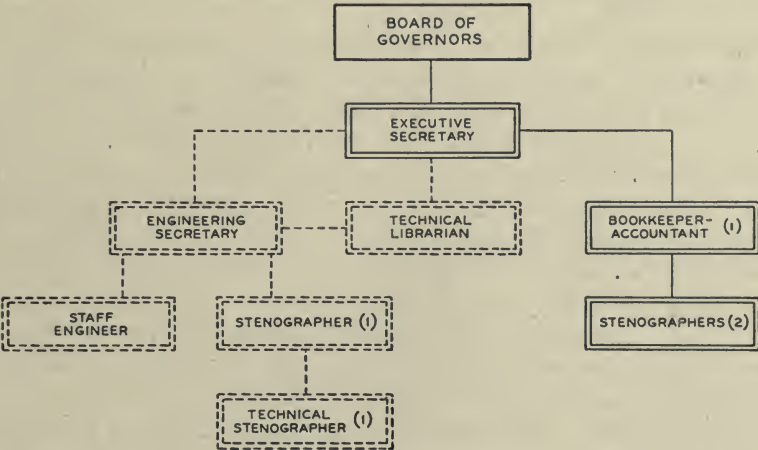 BOARD OF
GOVERNORS
EXECUTIVE
SECRETARY
ENGINEERING
SECRETARY
TECHNICAL
LIBRARIAN
BOOKKEEPER-
ACCOUNTANT (1)
STAFF
ENGINEER
STENOGRAPHER (1)
STENOGRAPHERS (2)
TECHNICAL
STENOGRAPHER (1)